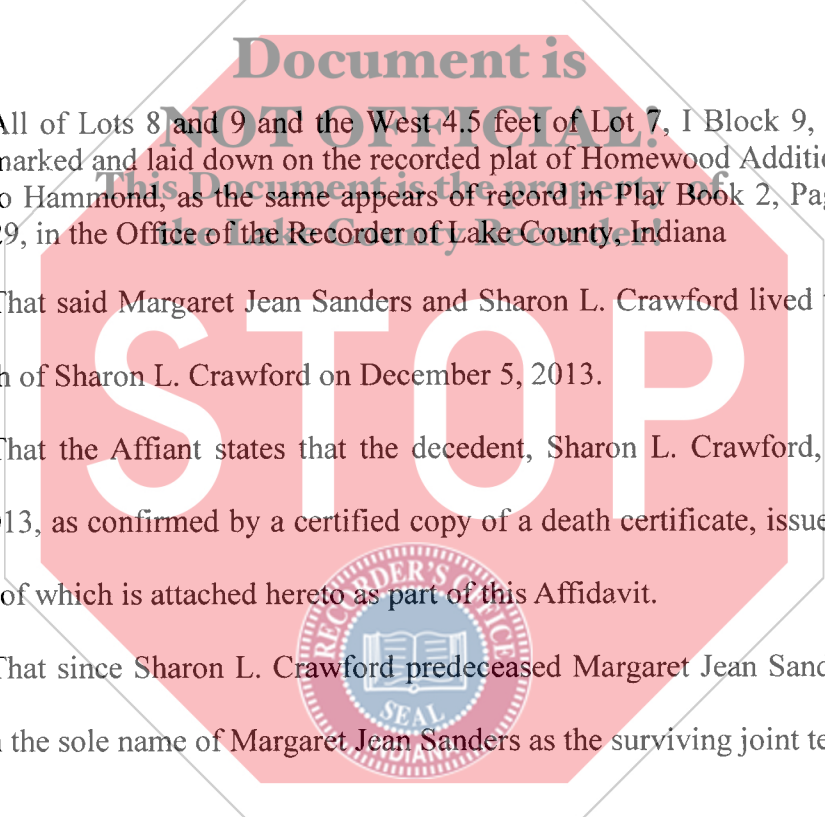 Document is
All of Lots 8 and 9 and the West 4.5 feet of Lot 7, I Block 9,
NOT OFFICIAL!
marked and laid down on the recorded plat of Homewood Additio
This Document is the property of
o Hammond, as the same appears of record in Plat Book 2, Pag
the Lake County Recorder!
29, in the Office of the Recorder of Lake County, Indiana
That said Margaret Jean Sanders and Sharon L. Crawford lived
STOP
h of Sharon L. Crawford on December 5, 2013.
That the Affiant states that the decedent, Sharon L. Crawford,
13, as confirmed by a certified copy of a death certificate, issue
of which is attached hereto as part of this Affidavit.
RECORDER'S OFFICE
That since Sharon L. Crawford predeceased Margaret Jean Sand
SEAL
n the sole name of Margaret Jean Sanders as the surviving joint te
INDIANA